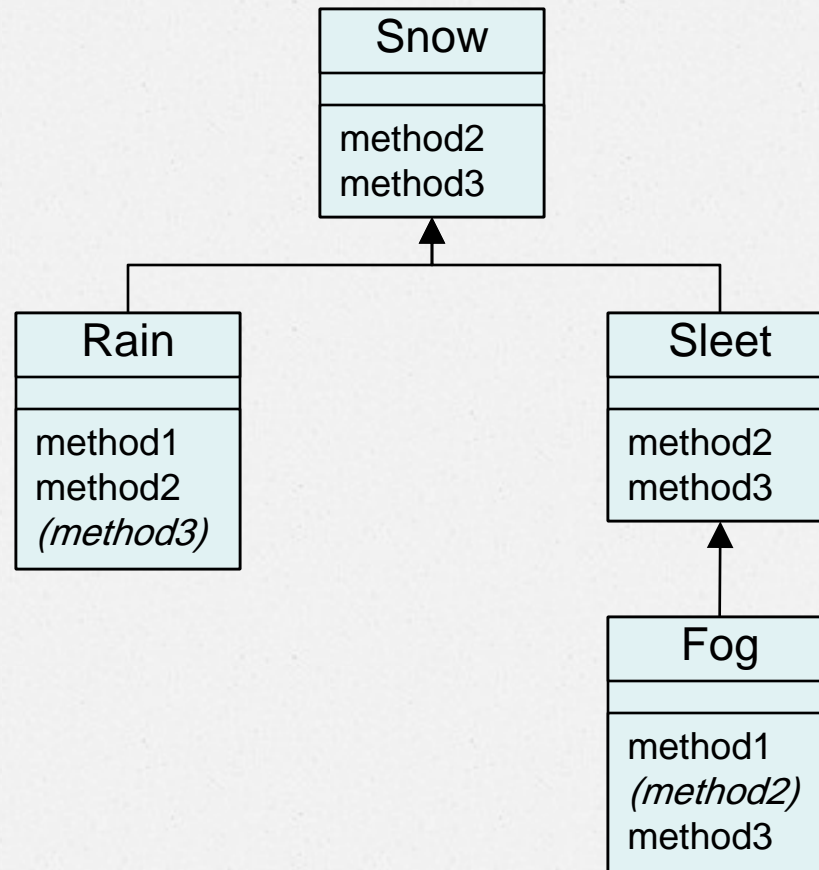 Snow
method2
method3
Rain
method1
method2
(method3)
Sleet
method2
method3
Fog
method1
(method2)
method3